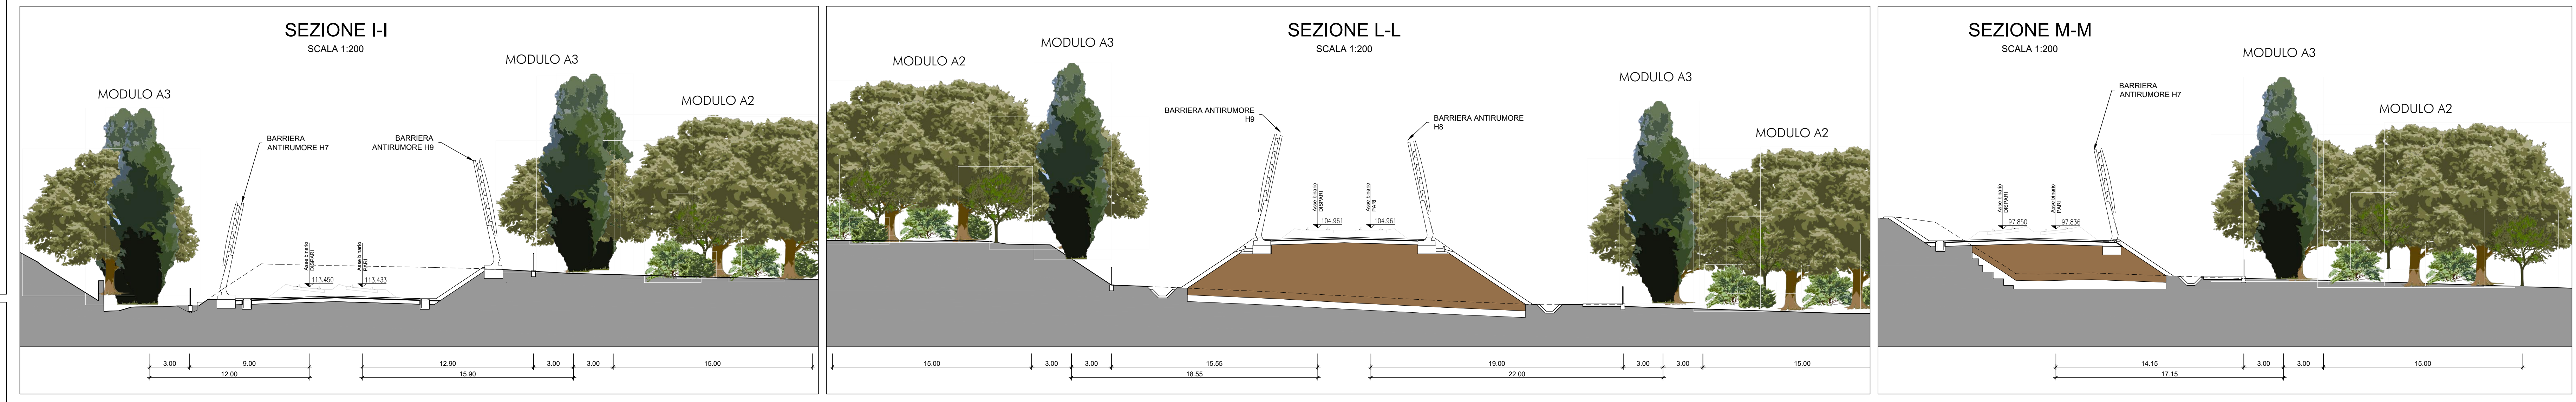 SEZIONE I-I
SCALA 1:200
MODULO A3
MODULO A3
MODULO A2
BARRIERA
ANTIRUMORE H7
BARRIERA
ANTIRUMORE H9
Asse binario
DISPARI
113.450
Asse binario
PARI
113.433
3.00
9.00
12.90
3.00
3.00
15.00
12.00
15.90
SEZIONE L-L
SCALA 1:200
MODULO A2
MODULO A3
MODULO A3
MODULO A2
BARRIERA ANTIRUMORE
H9
BARRIERA ANTIRUMORE
H8
Asse binario
DISPARI
104.961
Asse binario
PARI
104.961
15.00
3.00
3.00
15.55
19.00
3.00
3.00
15.00
18.55
22.00
SEZIONE M-M
SCALA 1:200
MODULO A3
MODULO A2
BARRIERA
ANTIRUMORE H7
Asse binario
DISPARI
97.850
Asse binario
PARI
97.836
14.15
3.00
3.00
15.00
17.15